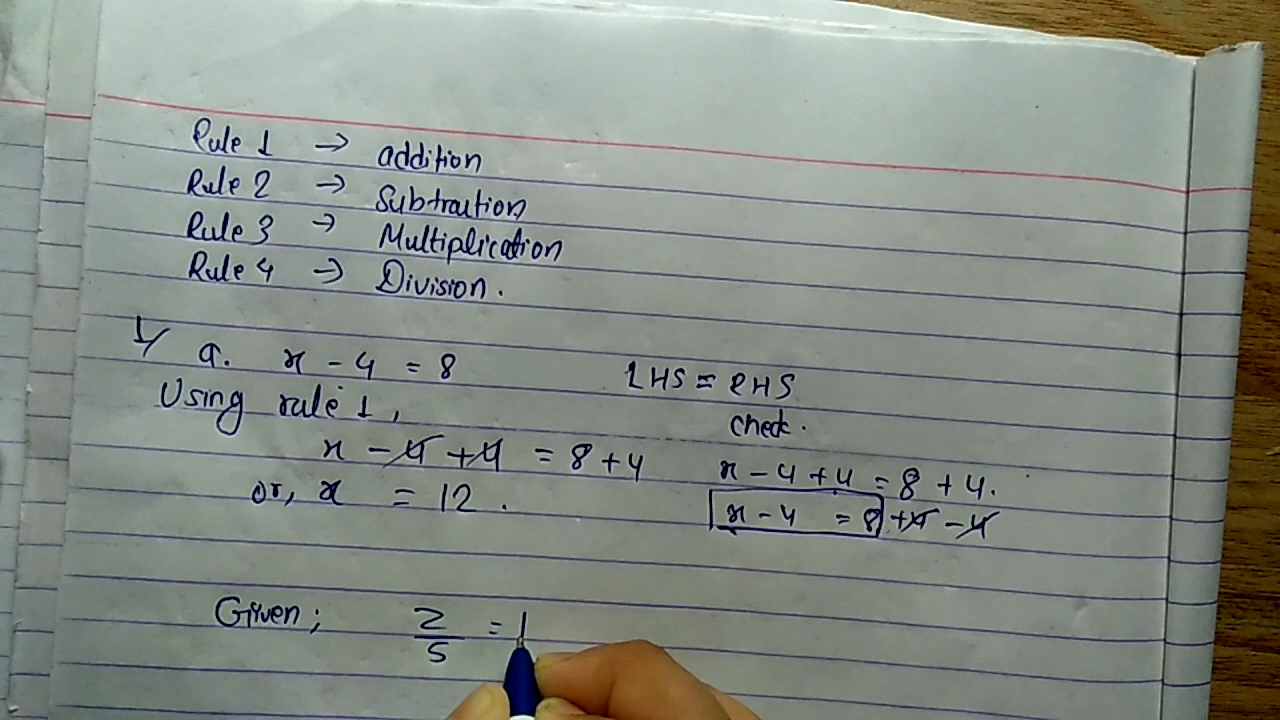 Rule 1 → addition
Rule 2 → Subtraction
Rule 3 → Multiplication
Rule 4 → Division.
1/ a. x - 4 = 8
Using rule 1,
x - 4 + 4 = 8 + 4
or, x = 12.
LHS = RHS
check.
x - 4 + 4 = 8 + 4.
x - 4 = 8 + 4 - 4
Given; 2/5 = 1